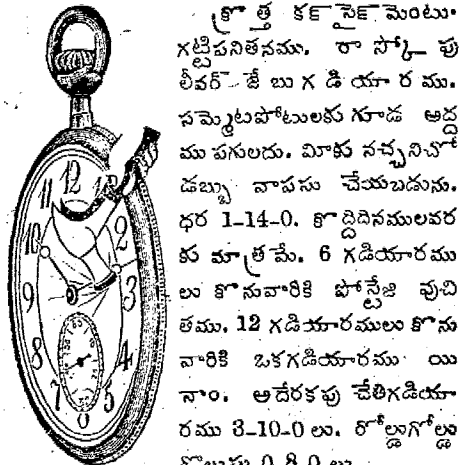 క్రొత్త కక్ సైక్ మెంటు.
గట్టిపనితనము. రాస్కోపు
లీవర్ జేబు గడియారము.
సమ్మెటపోటులకు గూడ అద్ద
ము పగులదు. మీకు నచ్చనిచో
డబ్బు వాపసు చేయబడును.
ధర 1-14-0. కొద్దిదినములవర
కు మాత్రమే. 6 గడియారము
లు కొనువారికి పోస్టేజి వుచి
తము. 12 గడియారములు కొను
వారికి ఒకగడియారము యి
నాం. అదేరకపు చేతిగడియా
రము 3-10-0 లు. రోల్డుగోల్డు